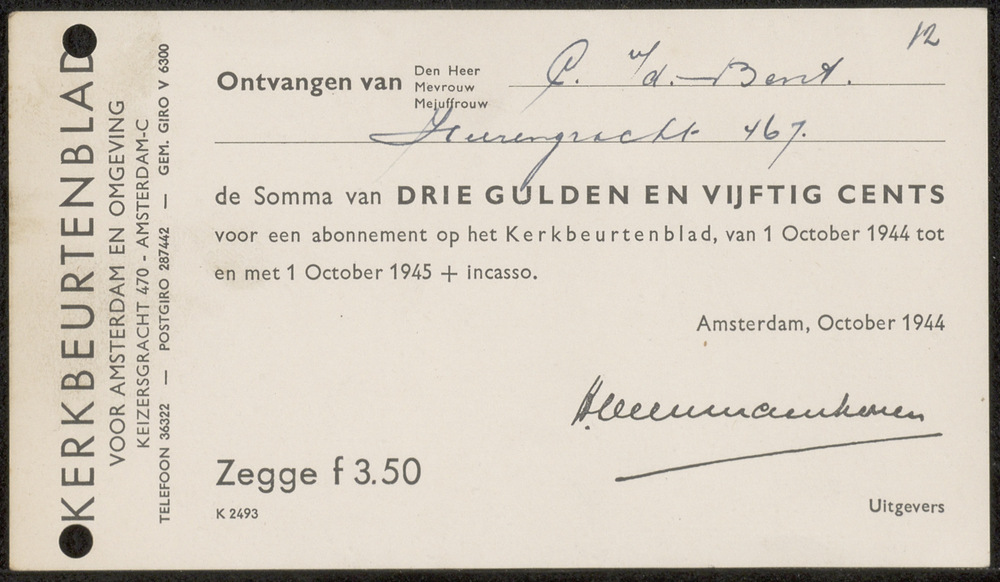 KERKBEURTENBLAD
VOOR AMSTERDAM EN OMGEVING
KEIZERSGRACHT 470 - AMSTERDAM-C
TELEFOON 36322 — POSTGIRO 287442 — GEM. GIRO V 6300
12
Ontvangen van Den Heer
Mevrouw
Mejuffrouw
v/d.
Heerengracht 467.
de Somma van DRIE GULDEN EN VIJFTIG CENTS
voor een abonnement op het Kerkbeurtenblad, van 1 October 1944 tot
en met 1 October 1945 + incasso.
Amsterdam, October 1944
Zegge f 3.50
K 2493
Uitgevers